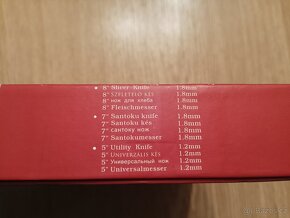 • 8" Slicer Knife 1.8mm
8" SZELETELŐ KÉS 1.8mm
8" нож для хлеба 1.8mm
8" Fleischmesser 1.8mm
• 7" Santoku knife 1.8mm
7" Santoku kés 1.8mm
7" сантоку нож 1.8mm
7" Santokumesser 1.8mm
• 5" Utility Knife 1.2mm
5" UNIVERZÁLIS KÉS 1.2mm
5" Универсальный нож 1.2mm
5" Universalmesser 1.2mm